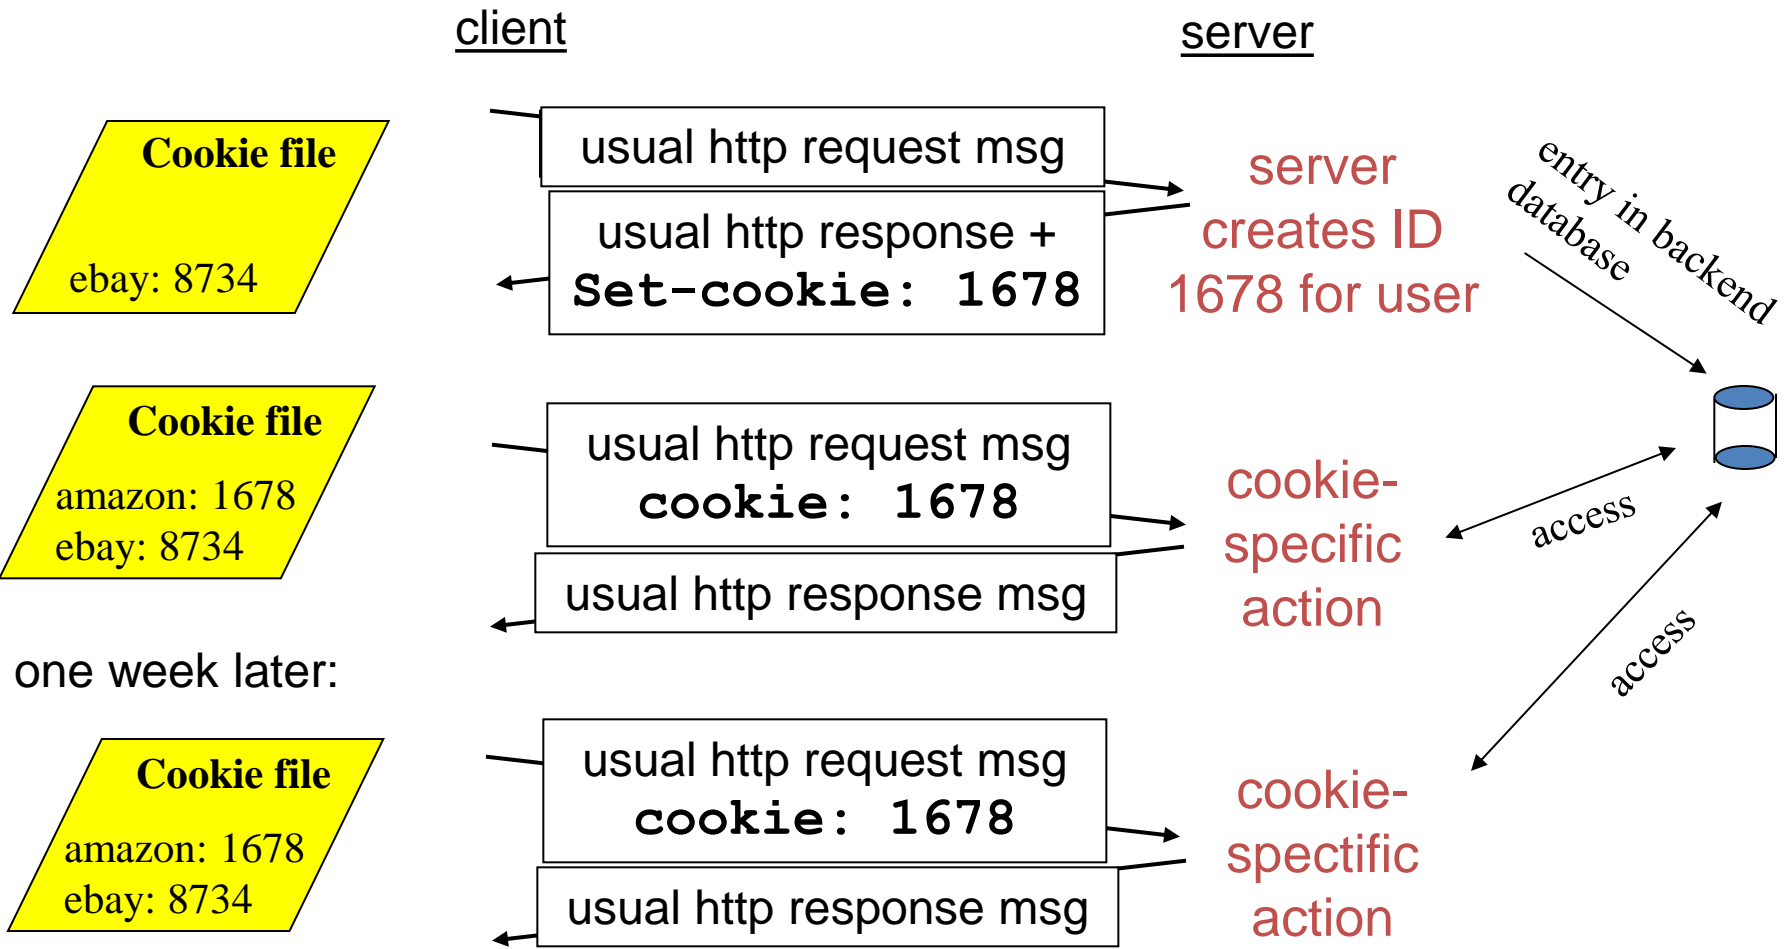 client
server
Cookie file
ebay: 8734
usual http request msg
usual http response +
Set-cookie: 1678
server
creates ID
1678 for user
entry in backend
database
Cookie file
amazon: 1678
ebay: 8734
usual http request msg
cookie: 1678
usual http response msg
cookie-
specific
action
access
access
one week later:
Cookie file
amazon: 1678
ebay: 8734
usual http request msg
cookie: 1678
usual http response msg
cookie-
spectific
action